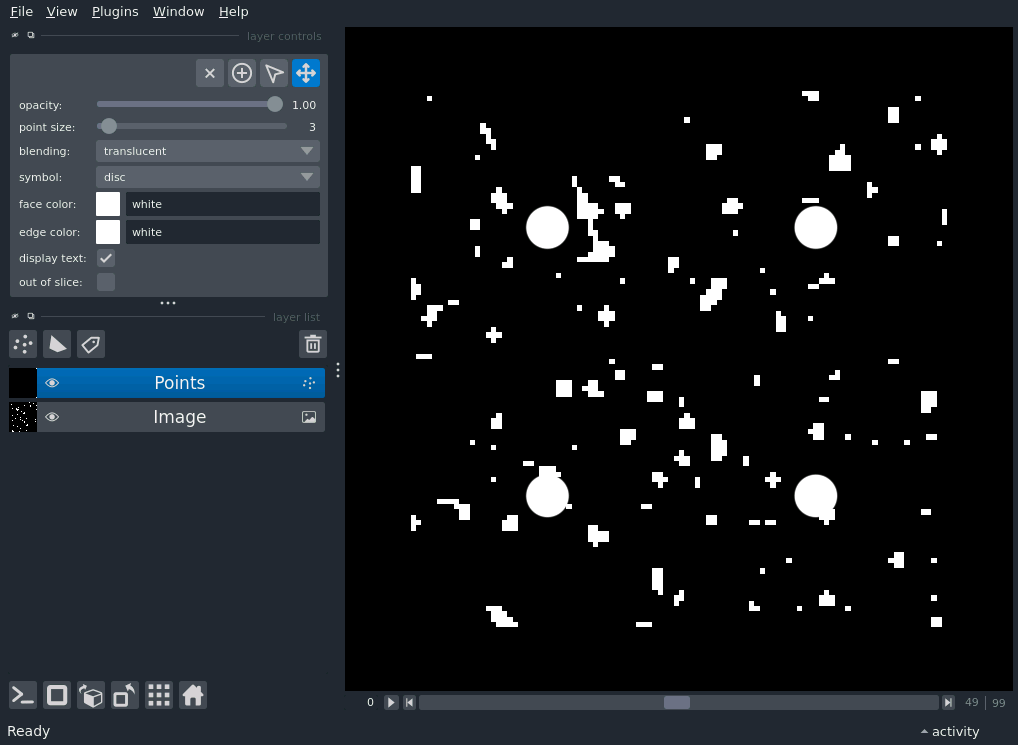 File View Plugins Window Help
layer controls
opacity: 1.00
point size: 3
blending: translucent
symbol: disc
face color: white
edge color: white
display text:
out of slice:
layer list
Points
Image
0 49 | 99
Ready activity